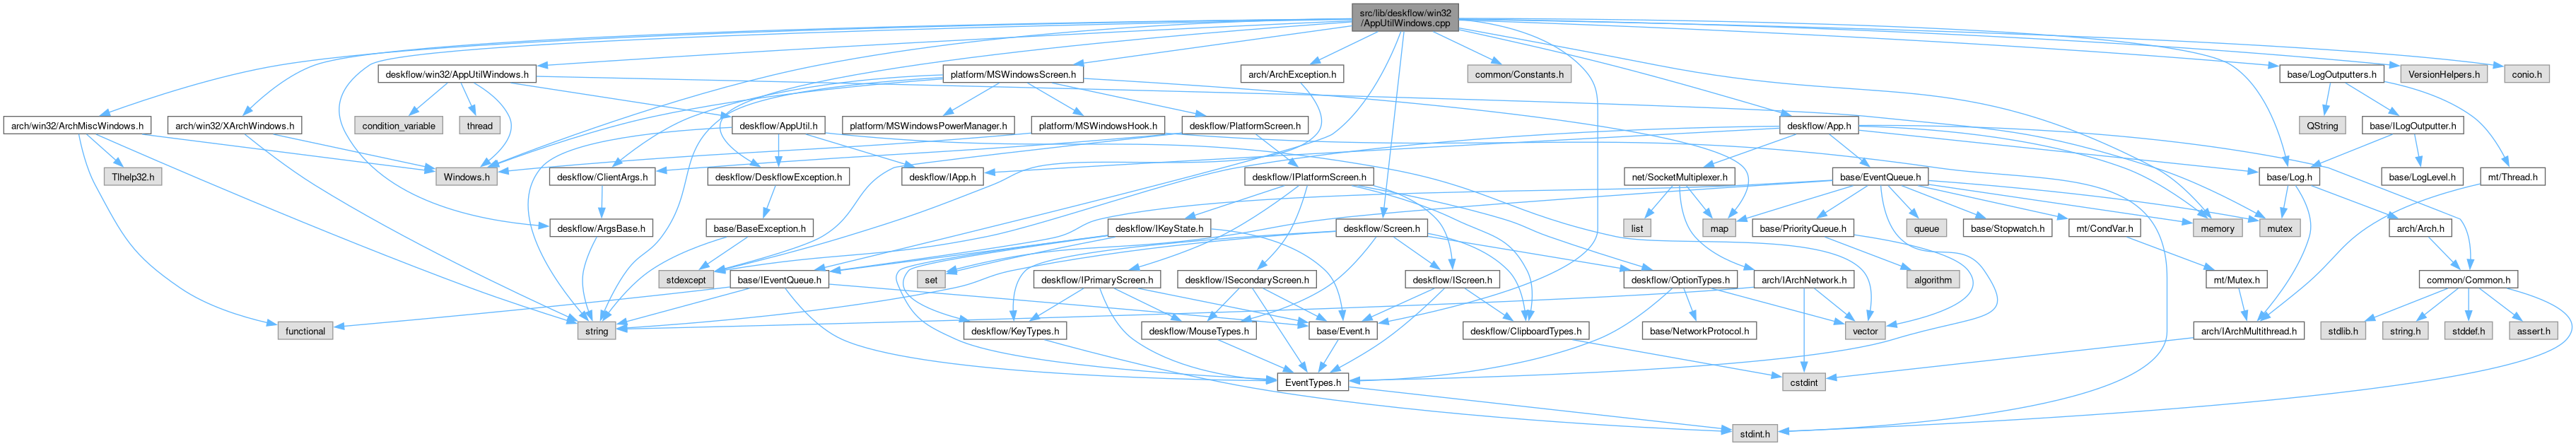 src/lib/deskflow/win32
/AppUtilWindows.cpp
deskflow/win32/AppUtilWindows.h
platform/MSWindowsScreen.h
arch/ArchException.h
common/Constants.h
base/LogOutputters.h
VersionHelpers.h
conio.h
arch/win32/ArchMiscWindows.h
arch/win32/XArchWindows.h
condition_variable
thread
deskflow/AppUtil.h
platform/MSWindowsPowerManager.h
platform/MSWindowsHook.h
deskflow/PlatformScreen.h
deskflow/App.h
QString
base/ILogOutputter.h
Tlhelp32.h
Windows.h
deskflow/ClientArgs.h
deskflow/DeskflowException.h
deskflow/IApp.h
deskflow/IPlatformScreen.h
net/SocketMultiplexer.h
base/EventQueue.h
base/Log.h
base/LogLevel.h
mt/Thread.h
deskflow/ArgsBase.h
base/BaseException.h
deskflow/IKeyState.h
deskflow/Screen.h
list
map
base/PriorityQueue.h
queue
base/Stopwatch.h
mt/CondVar.h
memory
mutex
arch/Arch.h
stdexcept
base/IEventQueue.h
set
deskflow/IPrimaryScreen.h
deskflow/ISecondaryScreen.h
deskflow/IScreen.h
deskflow/OptionTypes.h
arch/IArchNetwork.h
algorithm
mt/Mutex.h
common/Common.h
functional
string
deskflow/KeyTypes.h
deskflow/MouseTypes.h
base/Event.h
deskflow/ClipboardTypes.h
base/NetworkProtocol.h
vector
arch/IArchMultithread.h
stdlib.h
string.h
stddef.h
assert.h
EventTypes.h
cstdint
stdint.h